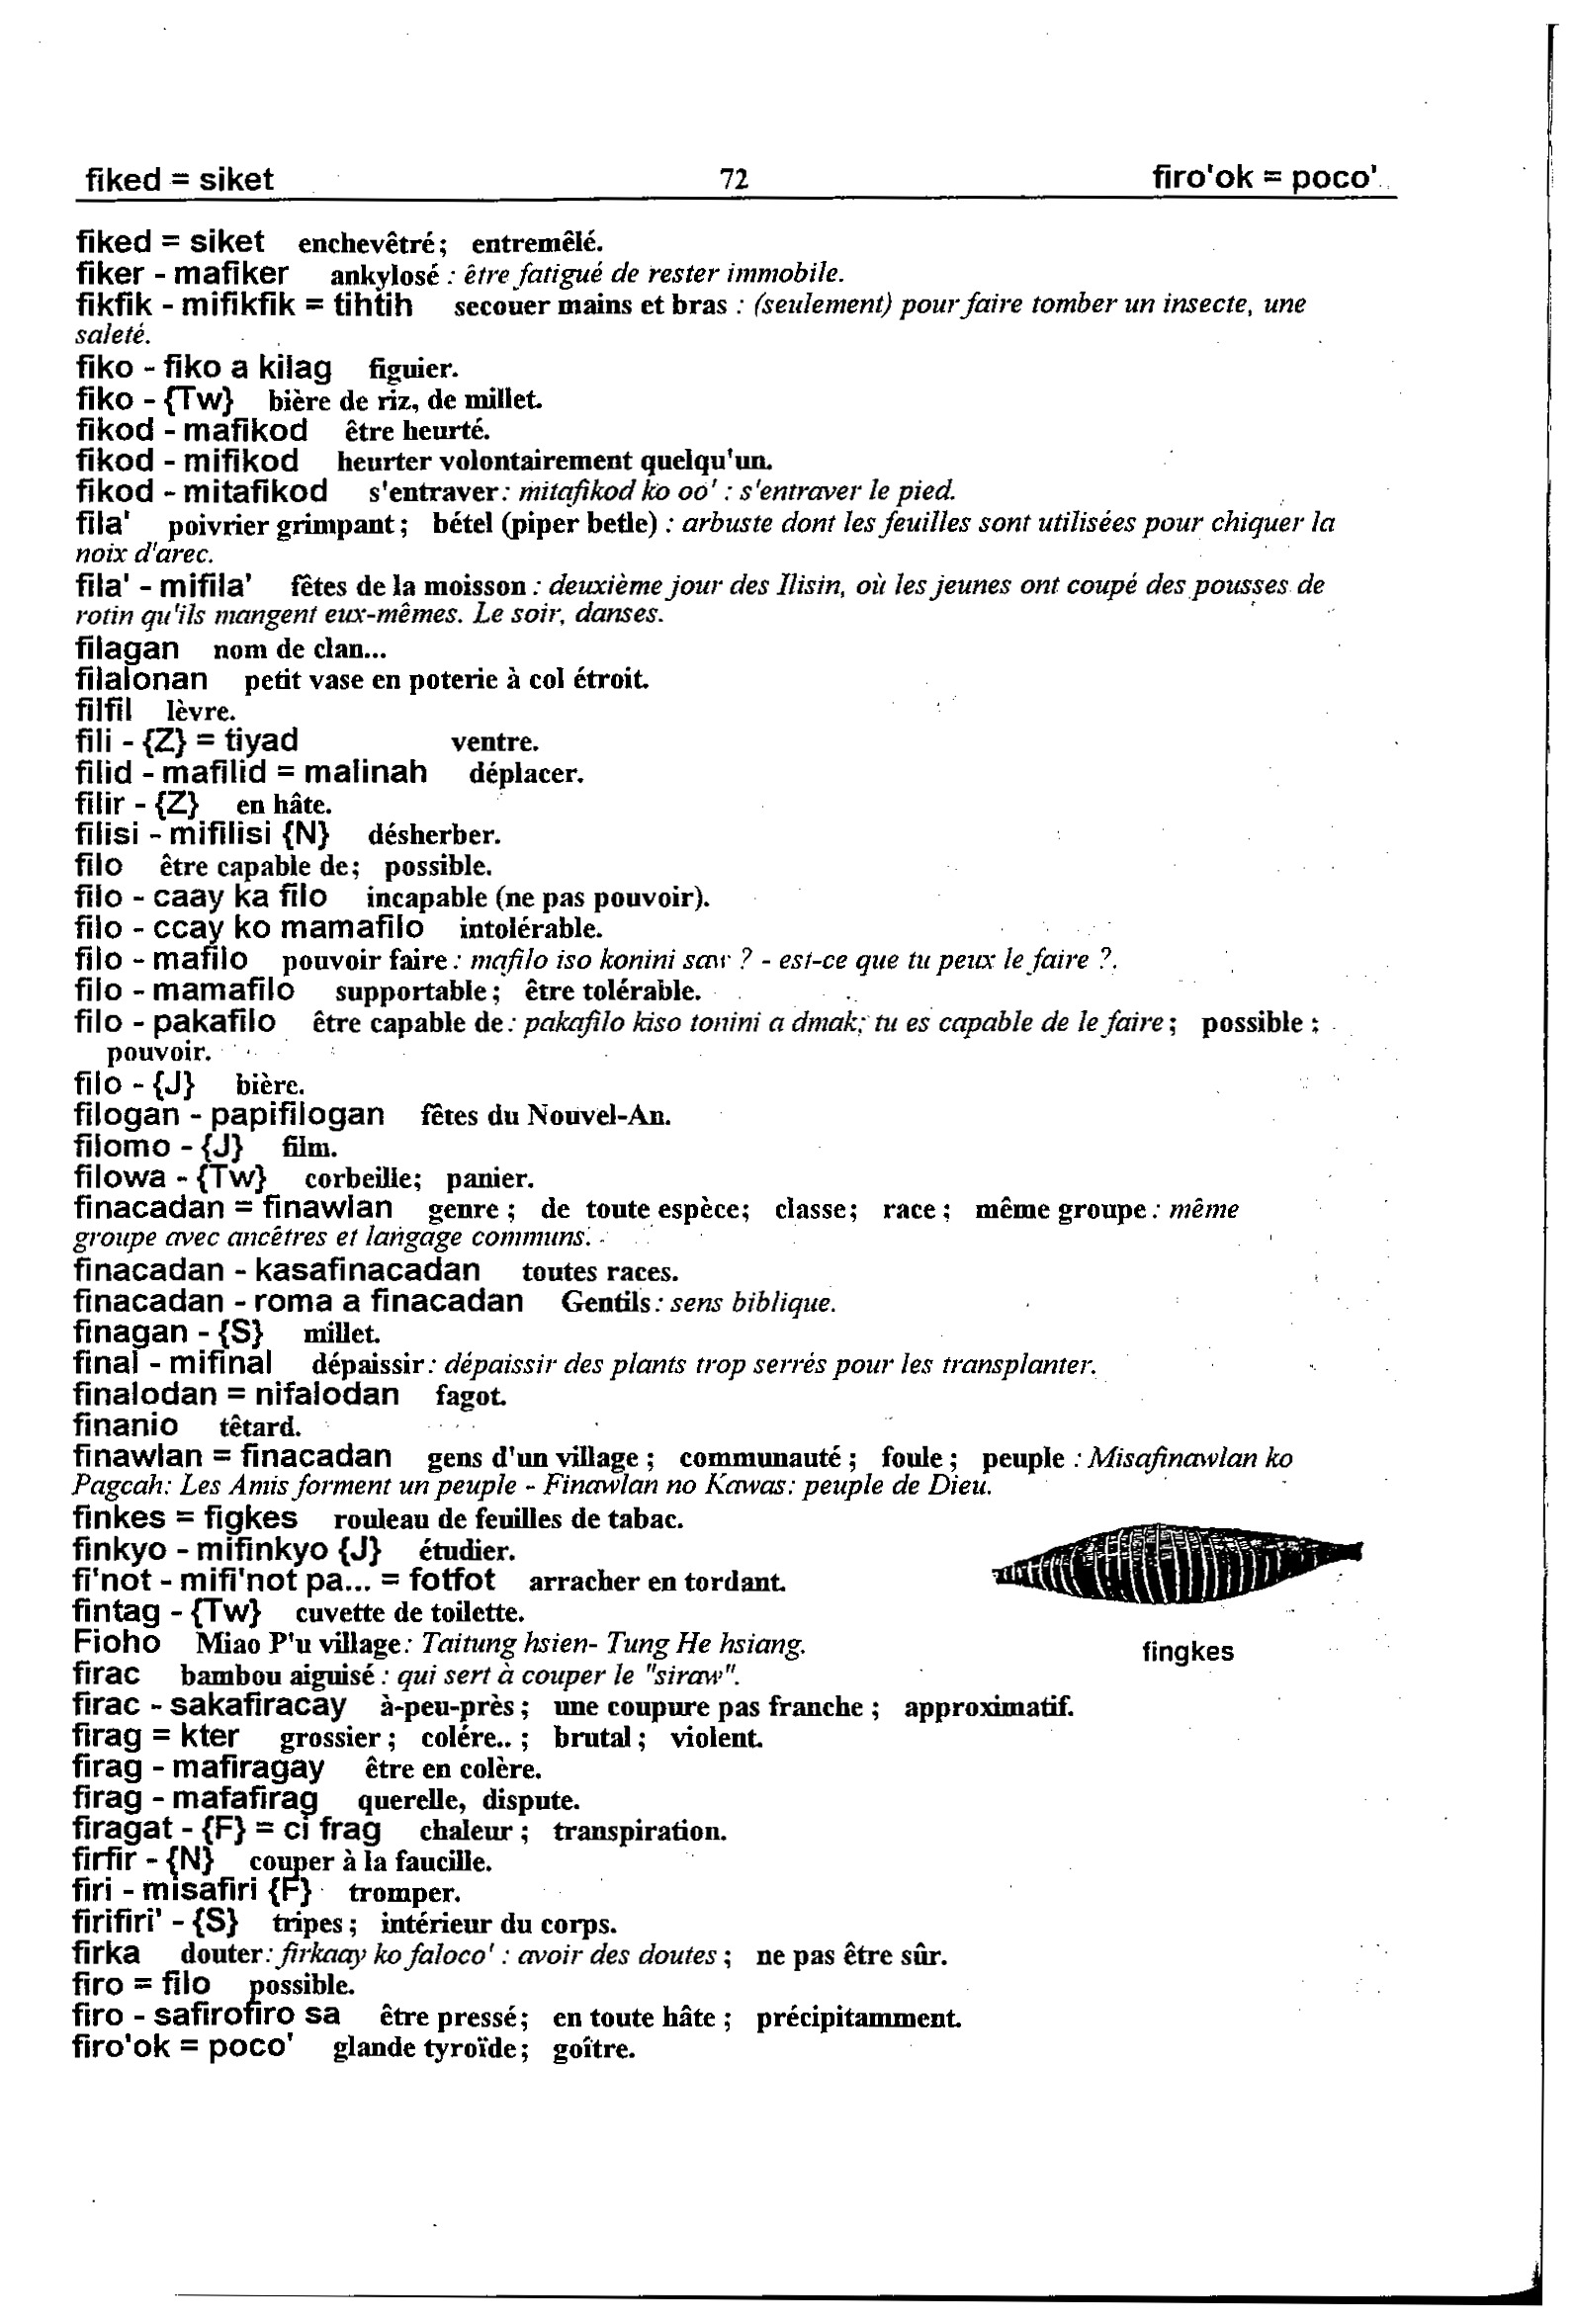 fiked = siket 72 firo'ok = poco'
fiked = siket enchevêtré; entremêlé.
fiker - mafiker ankylosé : être fatigué de rester immobile.
fikfik - mifikfik = tihtih secouer mains et bras : (seulement) pour faire tomber un insecte, une
saleté.
fiko - fiko a kilag figuier.
fiko - {Tw} bière de riz, de millet.
fikod - mafikod être heurté.
fikod - mifikod heurter volontairement quelqu'un.
fikod - mitafikod s'entraver : mitafikod ko oo' : s'entraver le pied.
fila' poivrier grimpant ; bétel (piper betle) : arbuste dont les feuilles sont utilisées pour chiquer la
noix d'arec.
fila' - mifila' fêtes de la moisson : deuxième jour des Ilisin, où les jeunes ont coupé des pousses de
rotin qu'ils mangent eux-mêmes. Le soir, danses.
filagan nom de clan...
filalonan petit vase en poterie à col étroit.
filfil lèvre.
fili - {Z} = tiyad ventre.
filid - mafilid = malinah déplacer.
filir - {Z} en hâte.
filisi - mifilisi {N} désherber.
filo être capable de; possible.
filo - caay ka filo incapable (ne pas pouvoir).
filo - ccay ko mamafilo intolérable.
filo - mafilo pouvoir faire : mafilo iso konini saw ? - est-ce que tu peux le faire ?.
filo - mamafilo supportable ; être tolérable.
filo - pakafilo être capable de : pakafilo kiso tonini a dmak; tu es capable de le faire ; possible ;
pouvoir.
filo - {J} bière.
filogan - papifilogan fêtes du Nouvel-An.
filomo - {J} film.
filowa - {Tw} corbeille; panier.
finacadan = finawlan genre ; de toute espèce; classe; race ; même groupe : même
groupe avec ancêtres et langage communs.
finacadan - kasafinacadan toutes races.
finacadan - roma a finacadan Gentils : sens biblique.
finagan - {S} millet.
final - mifinal dépaissir : dépaissir des plants trop serrés pour les transplanter.
finalodan = nifalodan fagot.
finanio têtard.
finawlan = finacadan gens d'un village ; communauté ; foule ; peuple : Misafinawlan ko
Pagcah: Les Amis forment un peuple - Finawlan no Kawas: peuple de Dieu.
finkes = figkes rouleau de feuilles de tabac.
finkyo - mifinkyo {J} étudier.
fi'not - mifi'not pa... = fotfot arracher en tordant.
fintag - {Tw} cuvette de toilette.
Fioho Miao P'u village : Taitung hsien- Tung He hsiang.
fingkes
firac bambou aiguisé : qui sert à couper le "siraw".
firac - sakafiracay à-peu-près ; une coupure pas franche ; approximatif.
firag = kter grossier ; colére.. ; brutal ; violent.
firag - mafiragay être en colère.
firag - mafafirag querelle, dispute.
firagat - {F} = ci frag chaleur ; transpiration.
firfir - {N} couper à la faucille.
firi - misafiri {F} tromper.
firifiri' - {S} tripes ; intérieur du corps.
firka douter : firkaay ko faloco' : avoir des doutes ; ne pas être sûr.
firo = filo possible.
firo - safirofiro sa être pressé; en toute hâte ; précipitamment.
firo'ok = poco' glande tyroïde; goître.